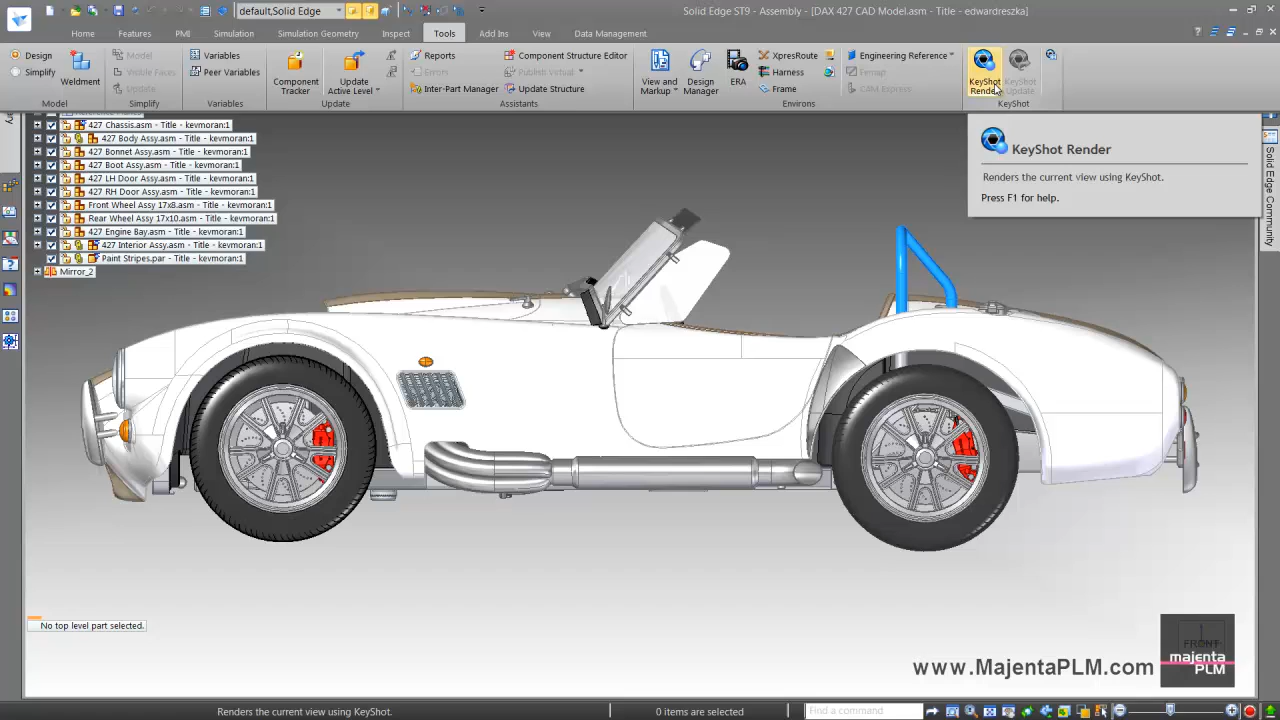 default,Solid Edge
Solid Edge ST9 - Assembly - [DAX 427 CAD Model.asm - Title - edwardreszka]
Home
Features
PMI
Simulation
Simulation Geometry
Inspect
Tools
Add Ins
View
Data Management
Design
Simplify
Weldment
Model
Model
Visible Faces
Update
Simplify
Variables
Peer Variables
Variables
Component
Tracker
Update
Active Level
Update
Reports
Errors
Inter-Part Manager
Component Structure Editor
Publish Virtual
Update Structure
Assistants
View and
Markup
Design
Manager
ERA
XpresRoute
Harness
Frame
Environs
Engineering Reference
Femap
CAM Express
KeyShot
Render
KeyShot
Update
KeyShot
KeyShot Render
Renders the current view using KeyShot.
Press F1 for help.
Solid Edge Community
427 Chassis.asm - Title - kevmoran:1
427 Body Assy.asm - Title - kevmoran:1
427 Bonnet Assy.asm - Title - kevmoran:1
427 Boot Assy.asm - Title - kevmoran:1
427 LH Door Assy.asm - Title - kevmoran:1
427 RH Door Assy.asm - Title - kevmoran:1
Front Wheel Assy 17x8.asm - Title - kevmoran:1
Rear Wheel Assy 17x10.asm - Title - kevmoran:1
427 Engine Bay.asm - Title - kevmoran:1
427 Interior Assy.asm - Title - kevmoran:1
Paint Stripes.par - Title - kevmoran:1
Mirror_2
No top level part selected.
www.MajentaPLM.com
FRONT
majenta
PLM
Renders the current view using KeyShot.
0 items are selected
Find a command